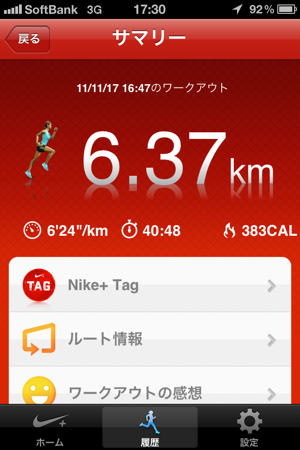 SoftBank 3G 17:30 92%
戻る サマリー
11/11/17 16:47のワークアウト
6.37km
6'24"/km 40:48 383CAL
TAG Nike+ Tag
ルート情報
ワークアウトの感想
ホーム 履歴 設定